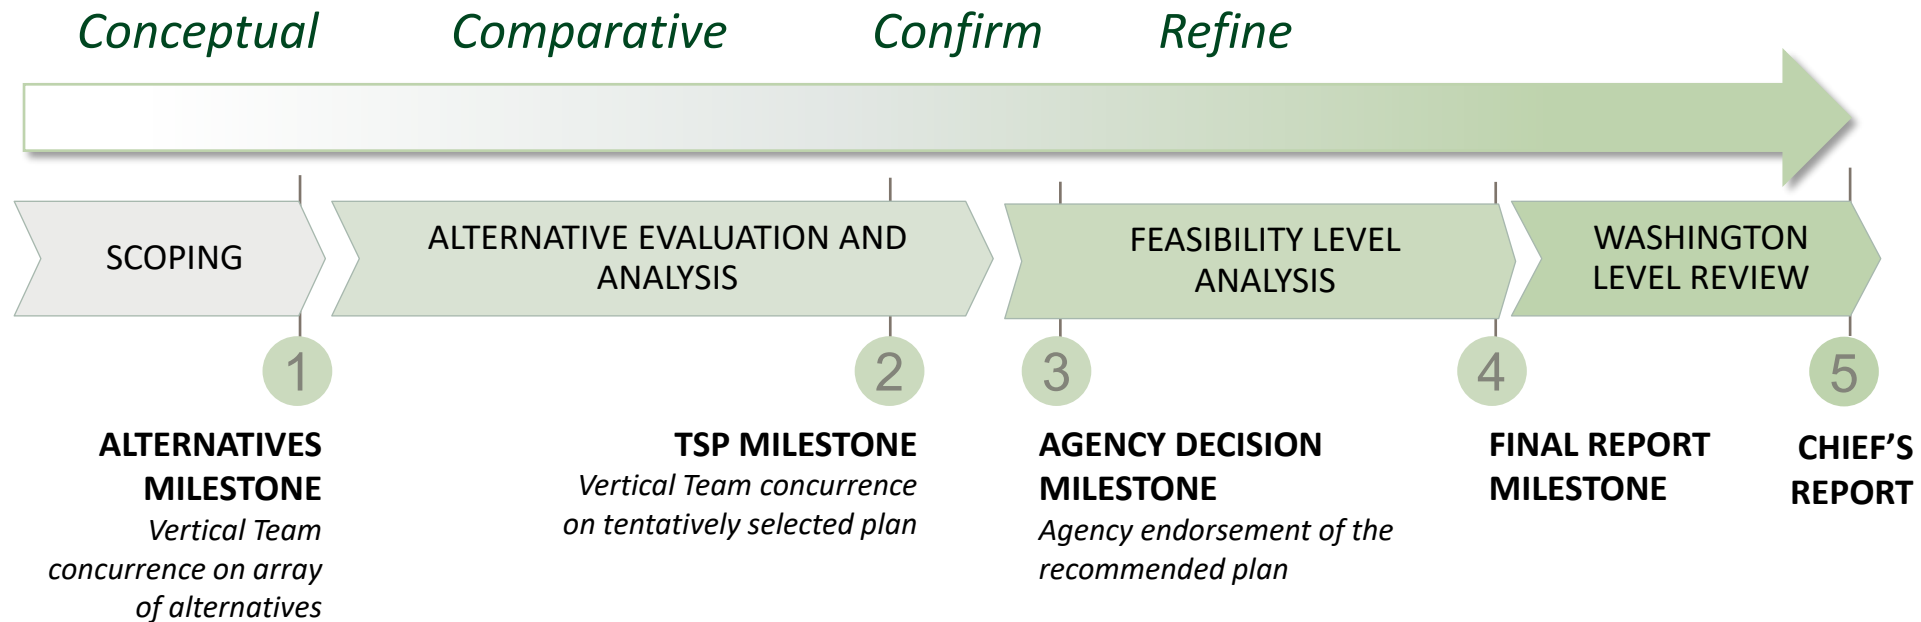 Conceptual Comparative Confirm Refine
SCOPING
ALTERNATIVE EVALUATION AND
ANALYSIS
FEASIBILITY LEVEL
ANALYSIS
WASHINGTON
LEVEL REVIEW
1
2
3
4
5
ALTERNATIVES
MILESTONE
Vertical Team
concurrence on array
of alternatives
TSP MILESTONE
Vertical Team concurrence
on tentatively selected plan
AGENCY DECISION
MILESTONE
Agency endorsement of the
recommended plan
FINAL REPORT
MILESTONE
CHIEF’S
REPORT